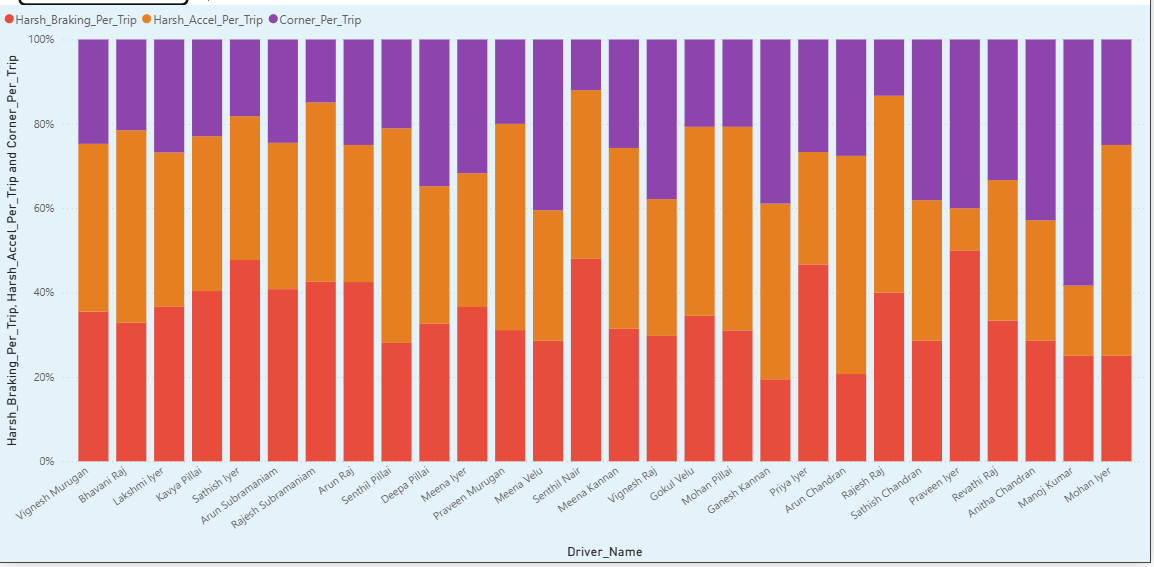 Harsh_Braking_Per_Trip Harsh_Accel_Per_Trip Corner_Per_Trip
Harsh_Braking_Per_Trip, Harsh_Accel_Per_Trip and Corner_Per_Trip
100%
80%
60%
40%
20%
0%
Vignesh Murugan
Bhavani Raj
Lakshmi Iyer
Kavya Pillai
Sathish Iyer
Arun Subramaniam
Rajesh Subramaniam
Arun Raj
Senthil Pillai
Deepa Pillai
Meena Iyer
Praveen Murugan
Meena Velu
Senthil Nair
Meena Kannan
Vignesh Raj
Gokul Velu
Mohan Pillai
Ganesh Kannan
Priya Iyer
Arun Chandran
Rajesh Raj
Sathish Chandran
Praveen Iyer
Revathi Raj
Anitha Chandran
Manoj Kumar
Mohan Iyer
Driver_Name